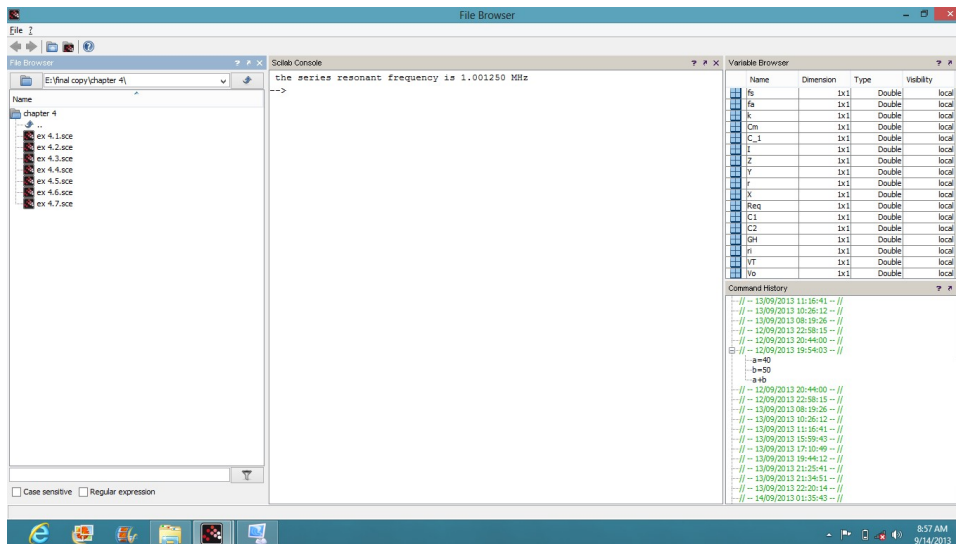 File Browser
File ?
File Browser ? ↗ X
E:\final copy\chapter 4\
Name
chapter 4
..
ex 4.1.sce
ex 4.2.sce
ex 4.3.sce
ex 4.4.sce
ex 4.5.sce
ex 4.6.sce
ex 4.7.sce
Case sensitive Regular expression
Scilab Console ? ↗ X
the series resonant frequency is 1.001250 MHz
-->
Variable Browser ? ↗
Name Dimension Type Visibility
fs 1x1 Double local
fa 1x1 Double local
k 1x1 Double local
Cm 1x1 Double local
C_1 1x1 Double local
I 1x1 Double local
Z 1x1 Double local
Y 1x1 Double local
r 1x1 Double local
X 1x1 Double local
Req 1x1 Double local
C1 1x1 Double local
C2 1x1 Double local
GH 1x1 Double local
ri 1x1 Double local
VT 1x1 Double local
Vo 1x1 Double local
Command History ? ↗
// -- 13/09/2013 11:16:41 -- //
// -- 13/09/2013 10:26:12 -- //
// -- 13/09/2013 08:19:26 -- //
// -- 12/09/2013 22:58:15 -- //
// -- 12/09/2013 20:44:00 -- //
// -- 12/09/2013 19:54:03 -- //
a=40
b=50
a+b
// -- 12/09/2013 20:44:00 -- //
// -- 12/09/2013 22:58:15 -- //
// -- 13/09/2013 08:19:26 -- //
// -- 13/09/2013 10:26:12 -- //
// -- 13/09/2013 11:16:41 -- //
// -- 13/09/2013 15:59:43 -- //
// -- 13/09/2013 17:10:49 -- //
// -- 13/09/2013 19:44:12 -- //
// -- 13/09/2013 21:25:41 -- //
// -- 13/09/2013 21:34:51 -- //
// -- 13/09/2013 22:20:14 -- //
// -- 14/09/2013 01:35:43 -- //
8:57 AM
9/14/2013